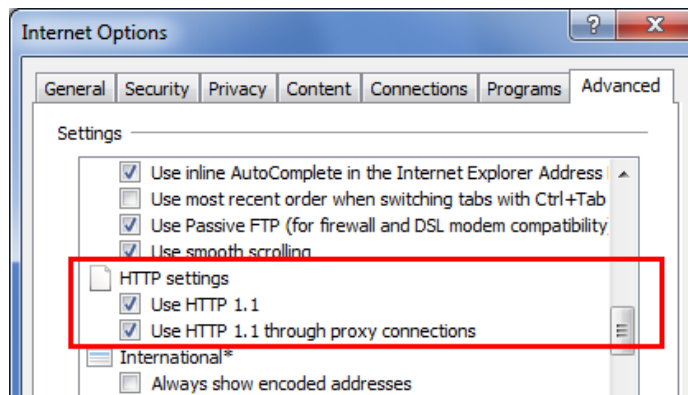 Internet Options
?
X
General Security Privacy Content Connections Programs Advanced
Settings
Use inline AutoComplete in the Internet Explorer Address
Use most recent order when switching tabs with Ctrl+Tab
Use Passive FTP (for firewall and DSL modem compatibility)
Use smooth scrolling
HTTP settings
Use HTTP 1.1
Use HTTP 1.1 through proxy connections
International*
Always show encoded addresses